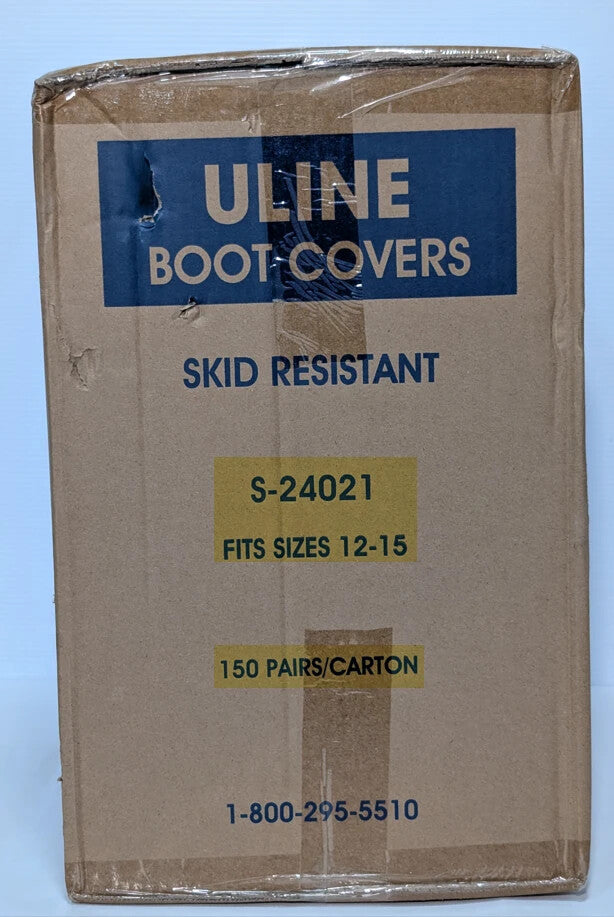 ULINE
BOOT COVERS
SKID RESISTANT
S-24021
FITS SIZES 12-15
150 PAIRS/CARTON
1-800-295-5510